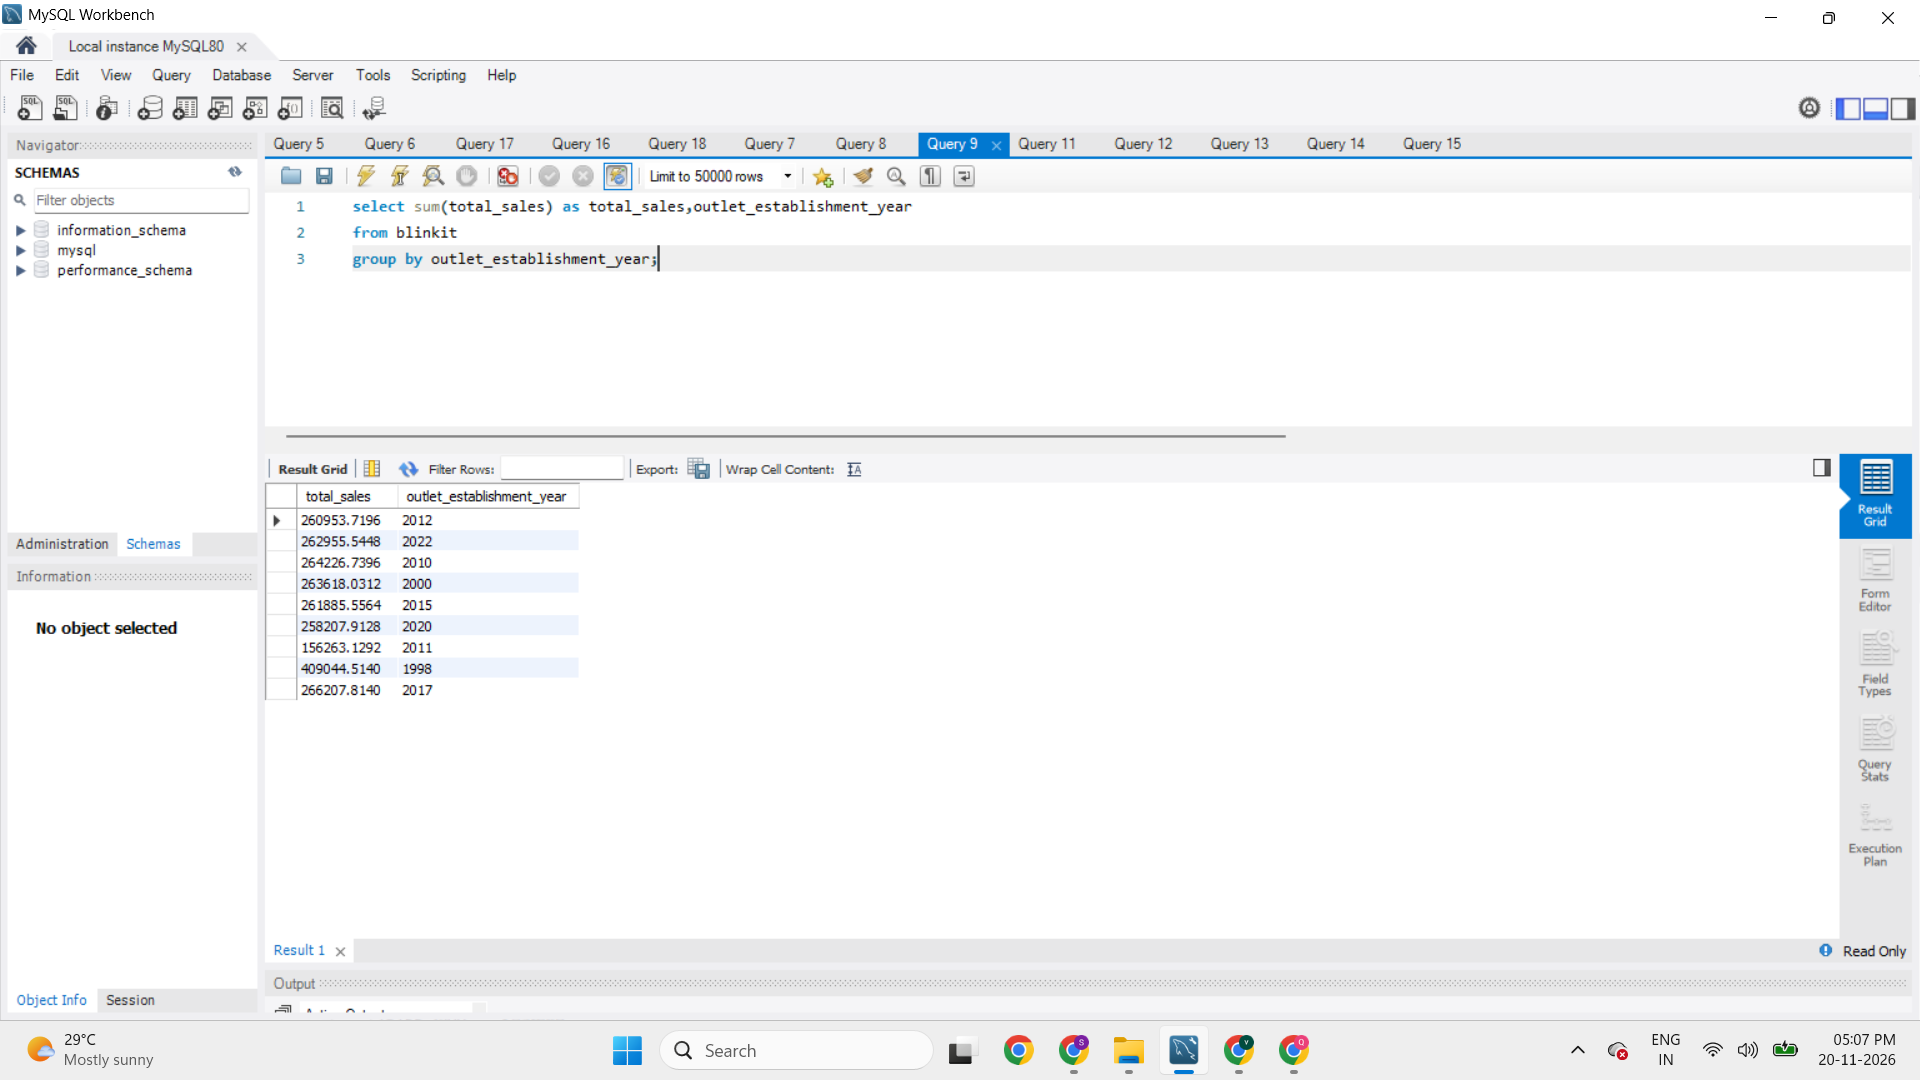 MySQL Workbench
Local instance MySQL80
File Edit View Query Database Server Tools Scripting Help
Navigator
Query 5 Query 6 Query 17 Query 16 Query 18 Query 7 Query 8 Query 9 Query 11 Query 12 Query 13 Query 14 Query 15
SCHEMAS
Limit to 50000 rows
Filter objects
information_schema
mysql
performance_schema
1 select sum(total_sales) as total_sales,outlet_establishment_year
2 from blinkit
3 group by outlet_establishment_year;
Result Grid Filter Rows: Export: Wrap Cell Content:
total_sales outlet_establishment_year
260953.7196 2012
262955.5448 2022
264226.7396 2010
263618.0312 2000
261885.5564 2015
258207.9128 2020
156263.1292 2011
409044.5140 1998
266207.8140 2017
Result
Grid
Form
Editor
Field
Types
Query
Stats
Execution
Plan
Administration Schemas
Information
No object selected
Result 1
Read Only
Output
Object Info Session
29°C
Mostly sunny
Search
ENG
IN
05:07 PM
20-11-2026